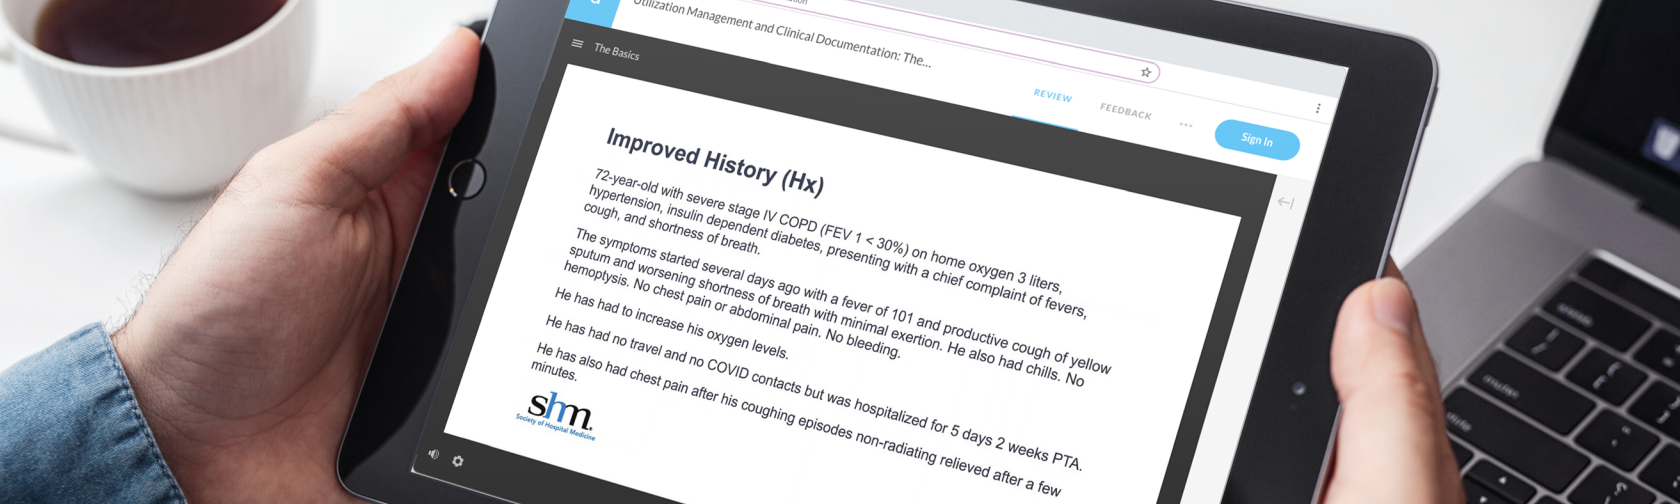 Utilization Management and Clinical Documentation: The...
The Basics
REVIEW
FEEDBACK
Sign In
Improved History (Hx)
72-year-old with severe stage IV COPD (FEV 1 < 30%) on home oxygen 3 liters,
hypertension, insulin dependent diabetes, presenting with a chief complaint of fevers,
cough, and shortness of breath.
The symptoms started several days ago with a fever of 101 and productive cough of yellow
sputum and worsening shortness of breath with minimal exertion. He also had chills. No
hemoptysis. No chest pain or abdominal pain. No bleeding.
He has had to increase his oxygen levels.
He has had no travel and no COVID contacts but was hospitalized for 5 days 2 weeks PTA.
He has also had chest pain after his coughing episodes non-radiating relieved after a few
minutes.
shm.
Society of Hospital Medicine